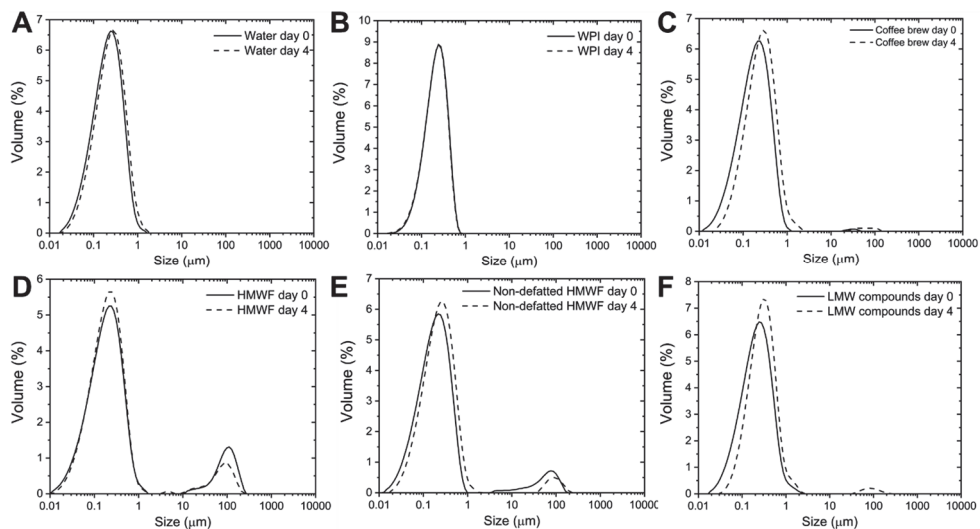 A
Water day 0
Water day 4
Volume (%)
7
6
5
4
3
2
1
0
0.01 0.1 1 10 100 1000 10000
Size (µm)
B
WPI day 0
WPI day 4
Volume (%)
10
9
8
7
6
5
4
3
2
1
0
0.01 0.1 1 10 100 1000 10000
Size (µm)
C
Coffee brew day 0
Coffee brew day 4
Volume (%)
7
6
5
4
3
2
1
0
0.01 0.1 1 10 100 1000 10000
Size (µm)
D
HMWF day 0
HMWF day 4
Volume (%)
6
5
4
3
2
1
0
0.01 0.1 1 10 100 1000 10000
Size (µm)
E
Non-defatted HMWF day 0
Non-defatted HMWF day 4
Volume (%)
7
6
5
4
3
2
1
0
0.01 0.1 1 10 100 1000 10000
Size (µm)
F
LMW compounds day 0
LMW compounds day 4
Volume (%)
8
7
6
5
4
3
2
1
0
0.01 0.1 1 10 100 1000 10000
Size (µm)